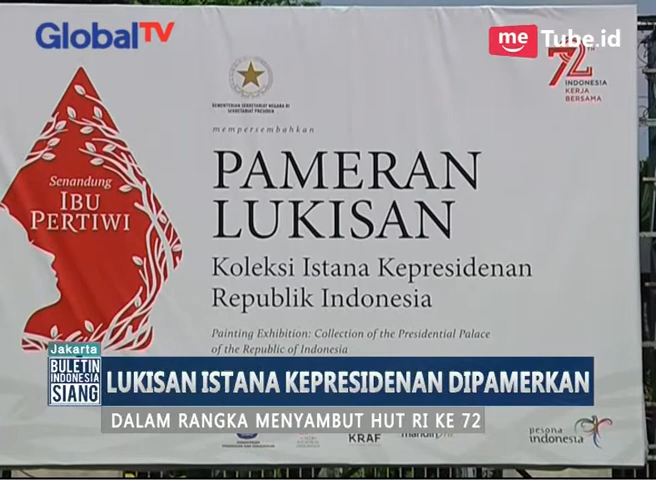 GlobalTV
me Tube.id
72TH
INDONESIA
KERJA
BERSAMA
KEMENTERIAN SEKRETARIAT NEGARA RI
SEKRETARIAT PRESIDEN
mempersembahkan
Senandung
IBU
PERTIWI
PAMERAN
LUKISAN
Koleksi Istana Kepresidenan
Republik Indonesia
Painting Exhibition: Collection of the Presidential Palace
of the Republic of Indonesia
Jakarta
BULETIN
INDONESIA
SIANG
LUKISAN ISTANA KEPRESIDENAN DIPAMERKAN
DALAM RANGKA MENYAMBUT HUT RI KE 72
KRAF
pesona
indonesia